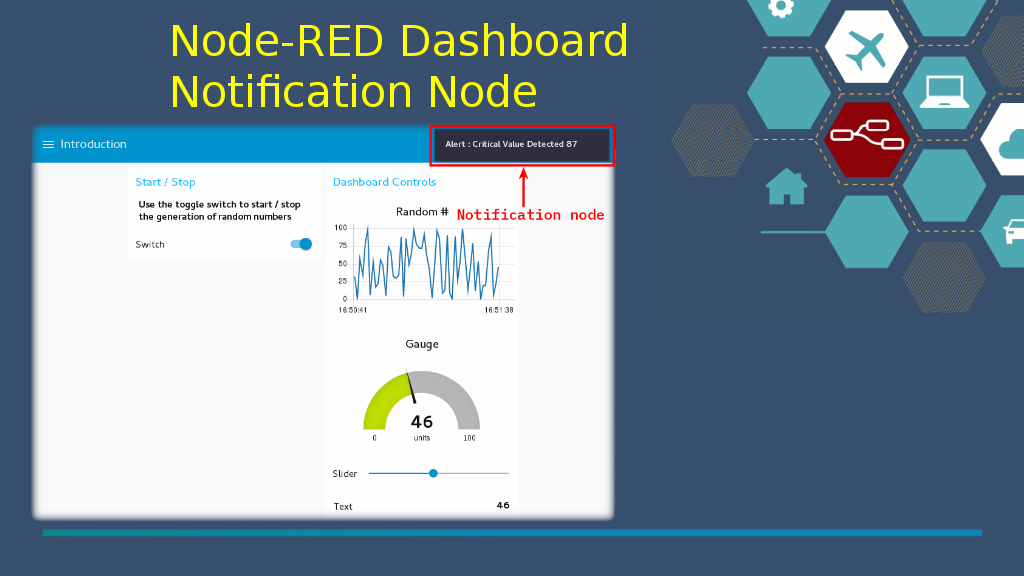 Node-RED Dashboard
Notification Node
Introduction
Alert : Critical Value Detected 87
Notification node
Start / Stop
Use the toggle switch to start / stop
the generation of random numbers
Switch
Dashboard Controls
Random #
100
75
50
25
0
16:50:41
16:51:38
Gauge
46
0
units
100
Slider
Text
46